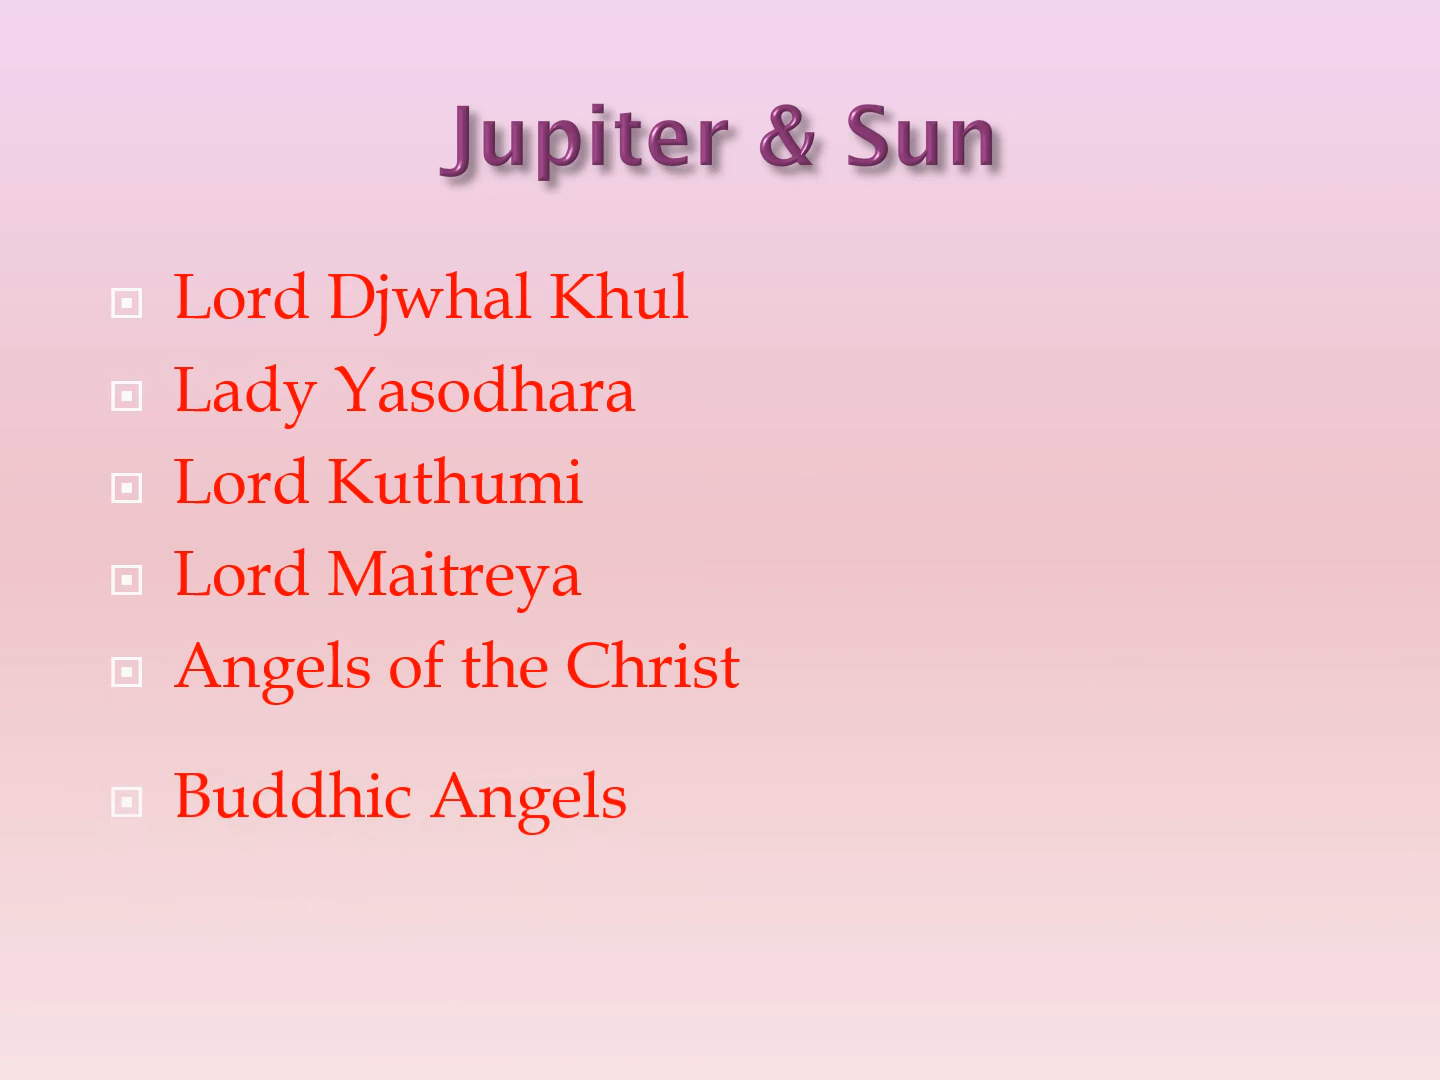 Jupiter & Sun
Lord Djwhal Khul
Lady Yasodhara
Lord Kuthumi
Lord Maitreya
Angels of the Christ
Buddhic Angels